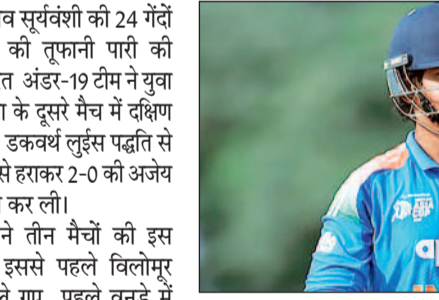 व सूर्यवंशी की 24 गेंदों
की तूफानी पारी की
त अंडर-19 टीम ने युवा
के दूसरे मैच में दक्षिण
डकवर्थ लुईस पद्धति से
से हराकर 2-0 की अजेय
कर ली।
ने तीन मैचों की इस
इससे पहले विलोमूर
पहले वनडे में
ASIA